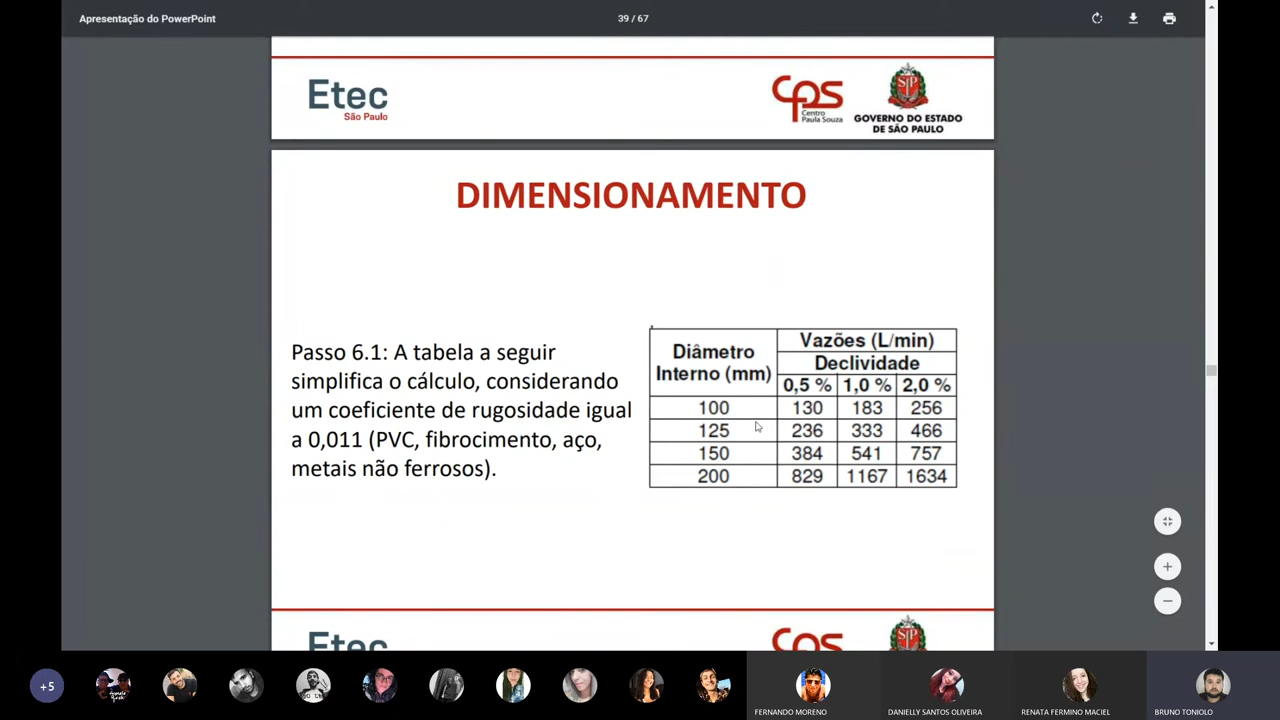 Apresentação do PowerPoint
39 / 67
Etec
São Paulo
CPS
Centro
Paula Souza
GOVERNO DO ESTADO
DE SÃO PAULO
DIMENSIONAMENTO
Passo 6.1: A tabela a seguir
simplifica o cálculo, considerando
um coeficiente de rugosidade igual
a 0,011 (PVC, fibrocimento, aço,
metais não ferrosos).
Diâmetro
Interno (mm)
Vazões (L/min)
Declividade
0,5 % 1,0 % 2,0 %
100 130 183 256
125 236 333 466
150 384 541 757
200 829 1167 1634
Etec
CPS
+5
FERNANDO MORENO
DANIELLY SANTOS OLIVEIRA
RENATA FERMINO MACIEL
BRUNO TONIOLO